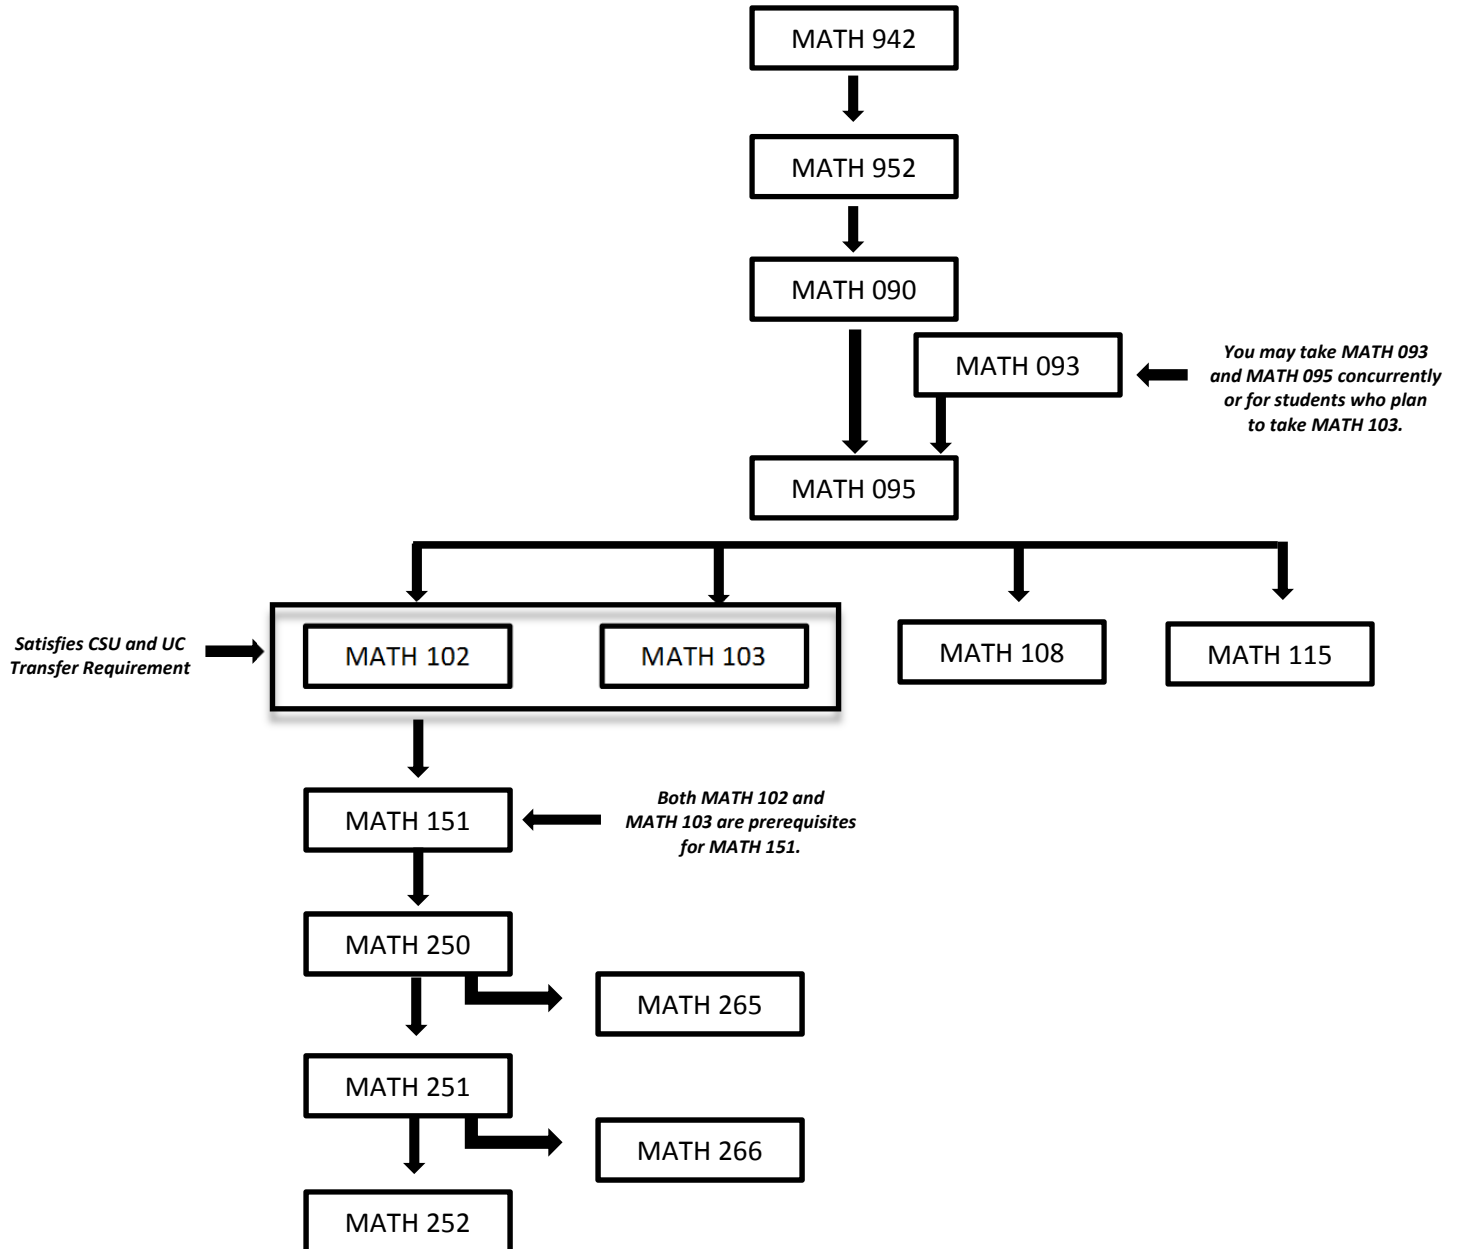 MATH 942
MATH 952
MATH 090
MATH 093
You may take MATH 093
and MATH 095 concurrently
or for students who plan
to take MATH 103.
MATH 095
Satisfies CSU and UC
Transfer Requirement
MATH 102
MATH 103
MATH 108
MATH 115
MATH 151
Both MATH 102 and
MATH 103 are prerequisites
for MATH 151.
MATH 250
MATH 265
MATH 251
MATH 266
MATH 252